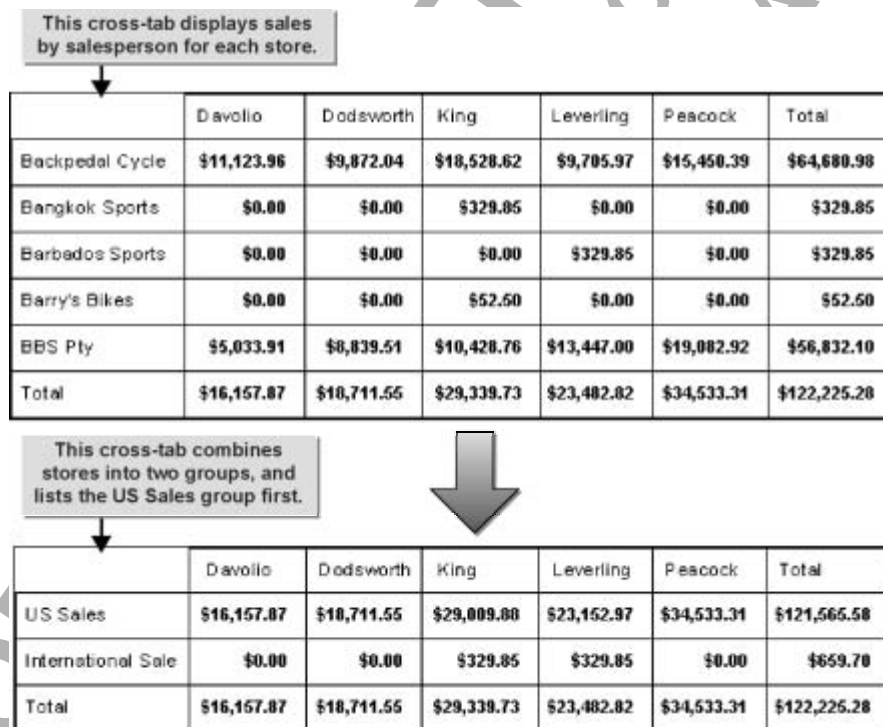 This cross-tab displays sales
by salesperson for each store.
Davolio Dodsworth King Leverling Peacock Total
Backpedal Cycle $11,123.96 $9,872.04 $18,528.62 $9,705.97 $15,450.39 $64,680.98
Bangkok Sports $0.00 $0.00 $329.85 $0.00 $0.00 $329.85
Barbados Sports $0.00 $0.00 $0.00 $329.85 $0.00 $329.85
Barry's Bikes $0.00 $0.00 $52.50 $0.00 $0.00 $52.50
BBS Pty $5,033.91 $8,839.51 $10,428.76 $13,447.00 $19,082.92 $56,832.10
Total $16,157.87 $18,711.55 $29,339.73 $23,482.82 $34,533.31 $122,225.28
This cross-tab combines
stores into two groups, and
lists the US Sales group first.
Davolio Dodsworth King Leverling Peacock Total
US Sales $16,157.87 $18,711.55 $29,009.88 $23,152.97 $34,533.31 $121,565.58
International Sale $0.00 $0.00 $329.85 $329.85 $0.00 $659.70
Total $16,157.87 $18,711.55 $29,339.73 $23,482.82 $34,533.31 $122,225.28